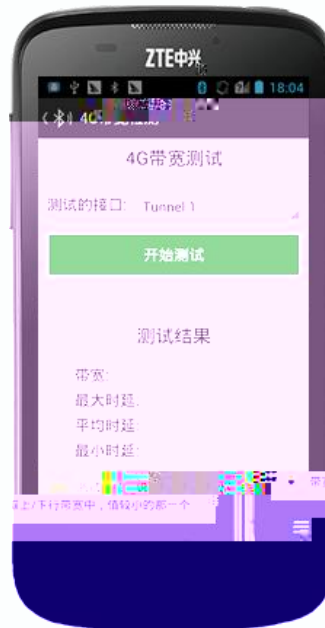 ZTE中兴
18:04
4G带宽测试
测试的接口: Tunnel 1
开始测试
测试结果
带宽:
最大时延:
平均时延:
最小时延:
上/下行带宽中，值较小的那一个